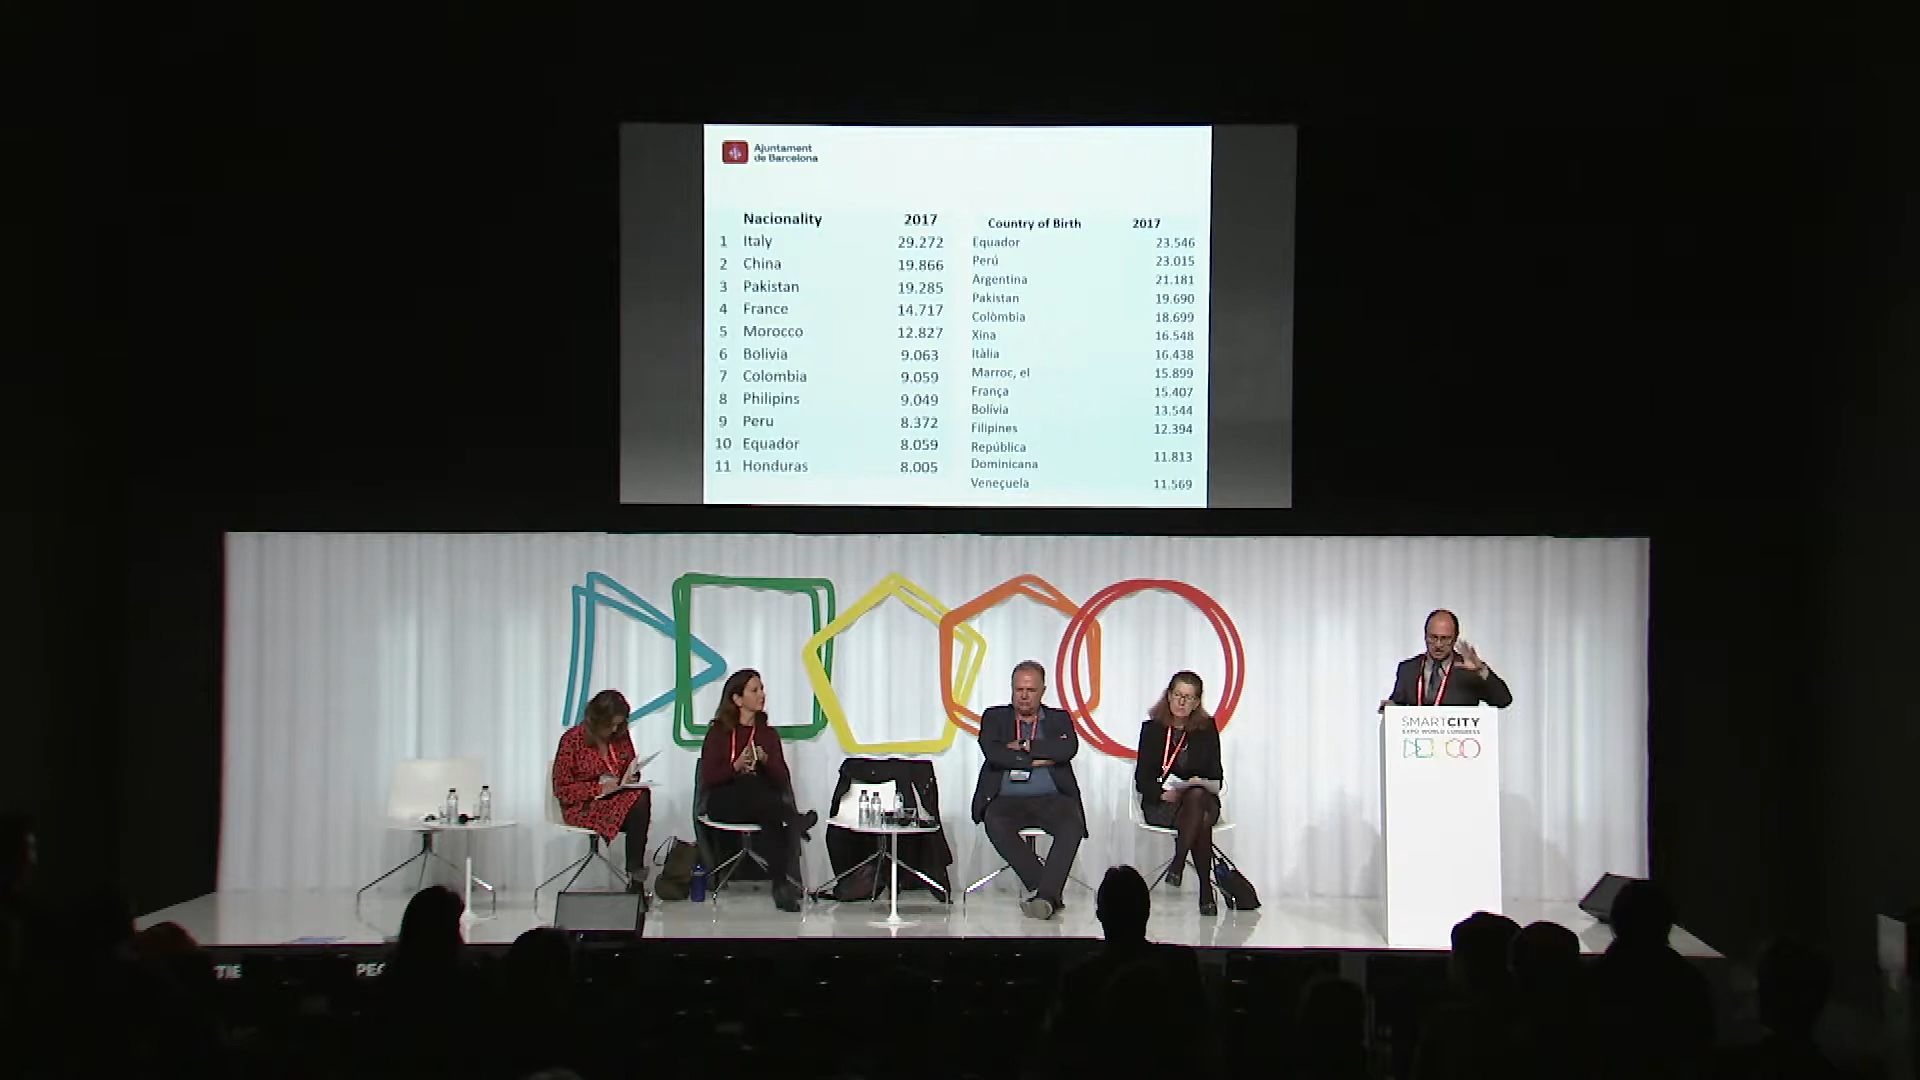 Ajuntament
de Barcelona
Nacionality 2017
1 Italy 29.272
2 China 19.866
3 Pakistan 19.285
4 France 14.717
5 Morocco 12.827
6 Bolivia 9.063
7 Colombia 9.059
8 Philipins 9.049
9 Peru 8.372
10 Equador 8.059
11 Honduras 8.005
Country of Birth 2017
Equador 23.546
Perú 23.015
Argentina 21.181
Pakistan 19.690
Colòmbia 18.699
Xina 16.548
Itàlia 16.438
Marroc, el 15.899
França 15.407
Bolívia 13.544
Filipines 12.394
República
Dominicana 11.813
Veneçuela 11.569
SMARTCITY
EXPO WORLD CONGRESS